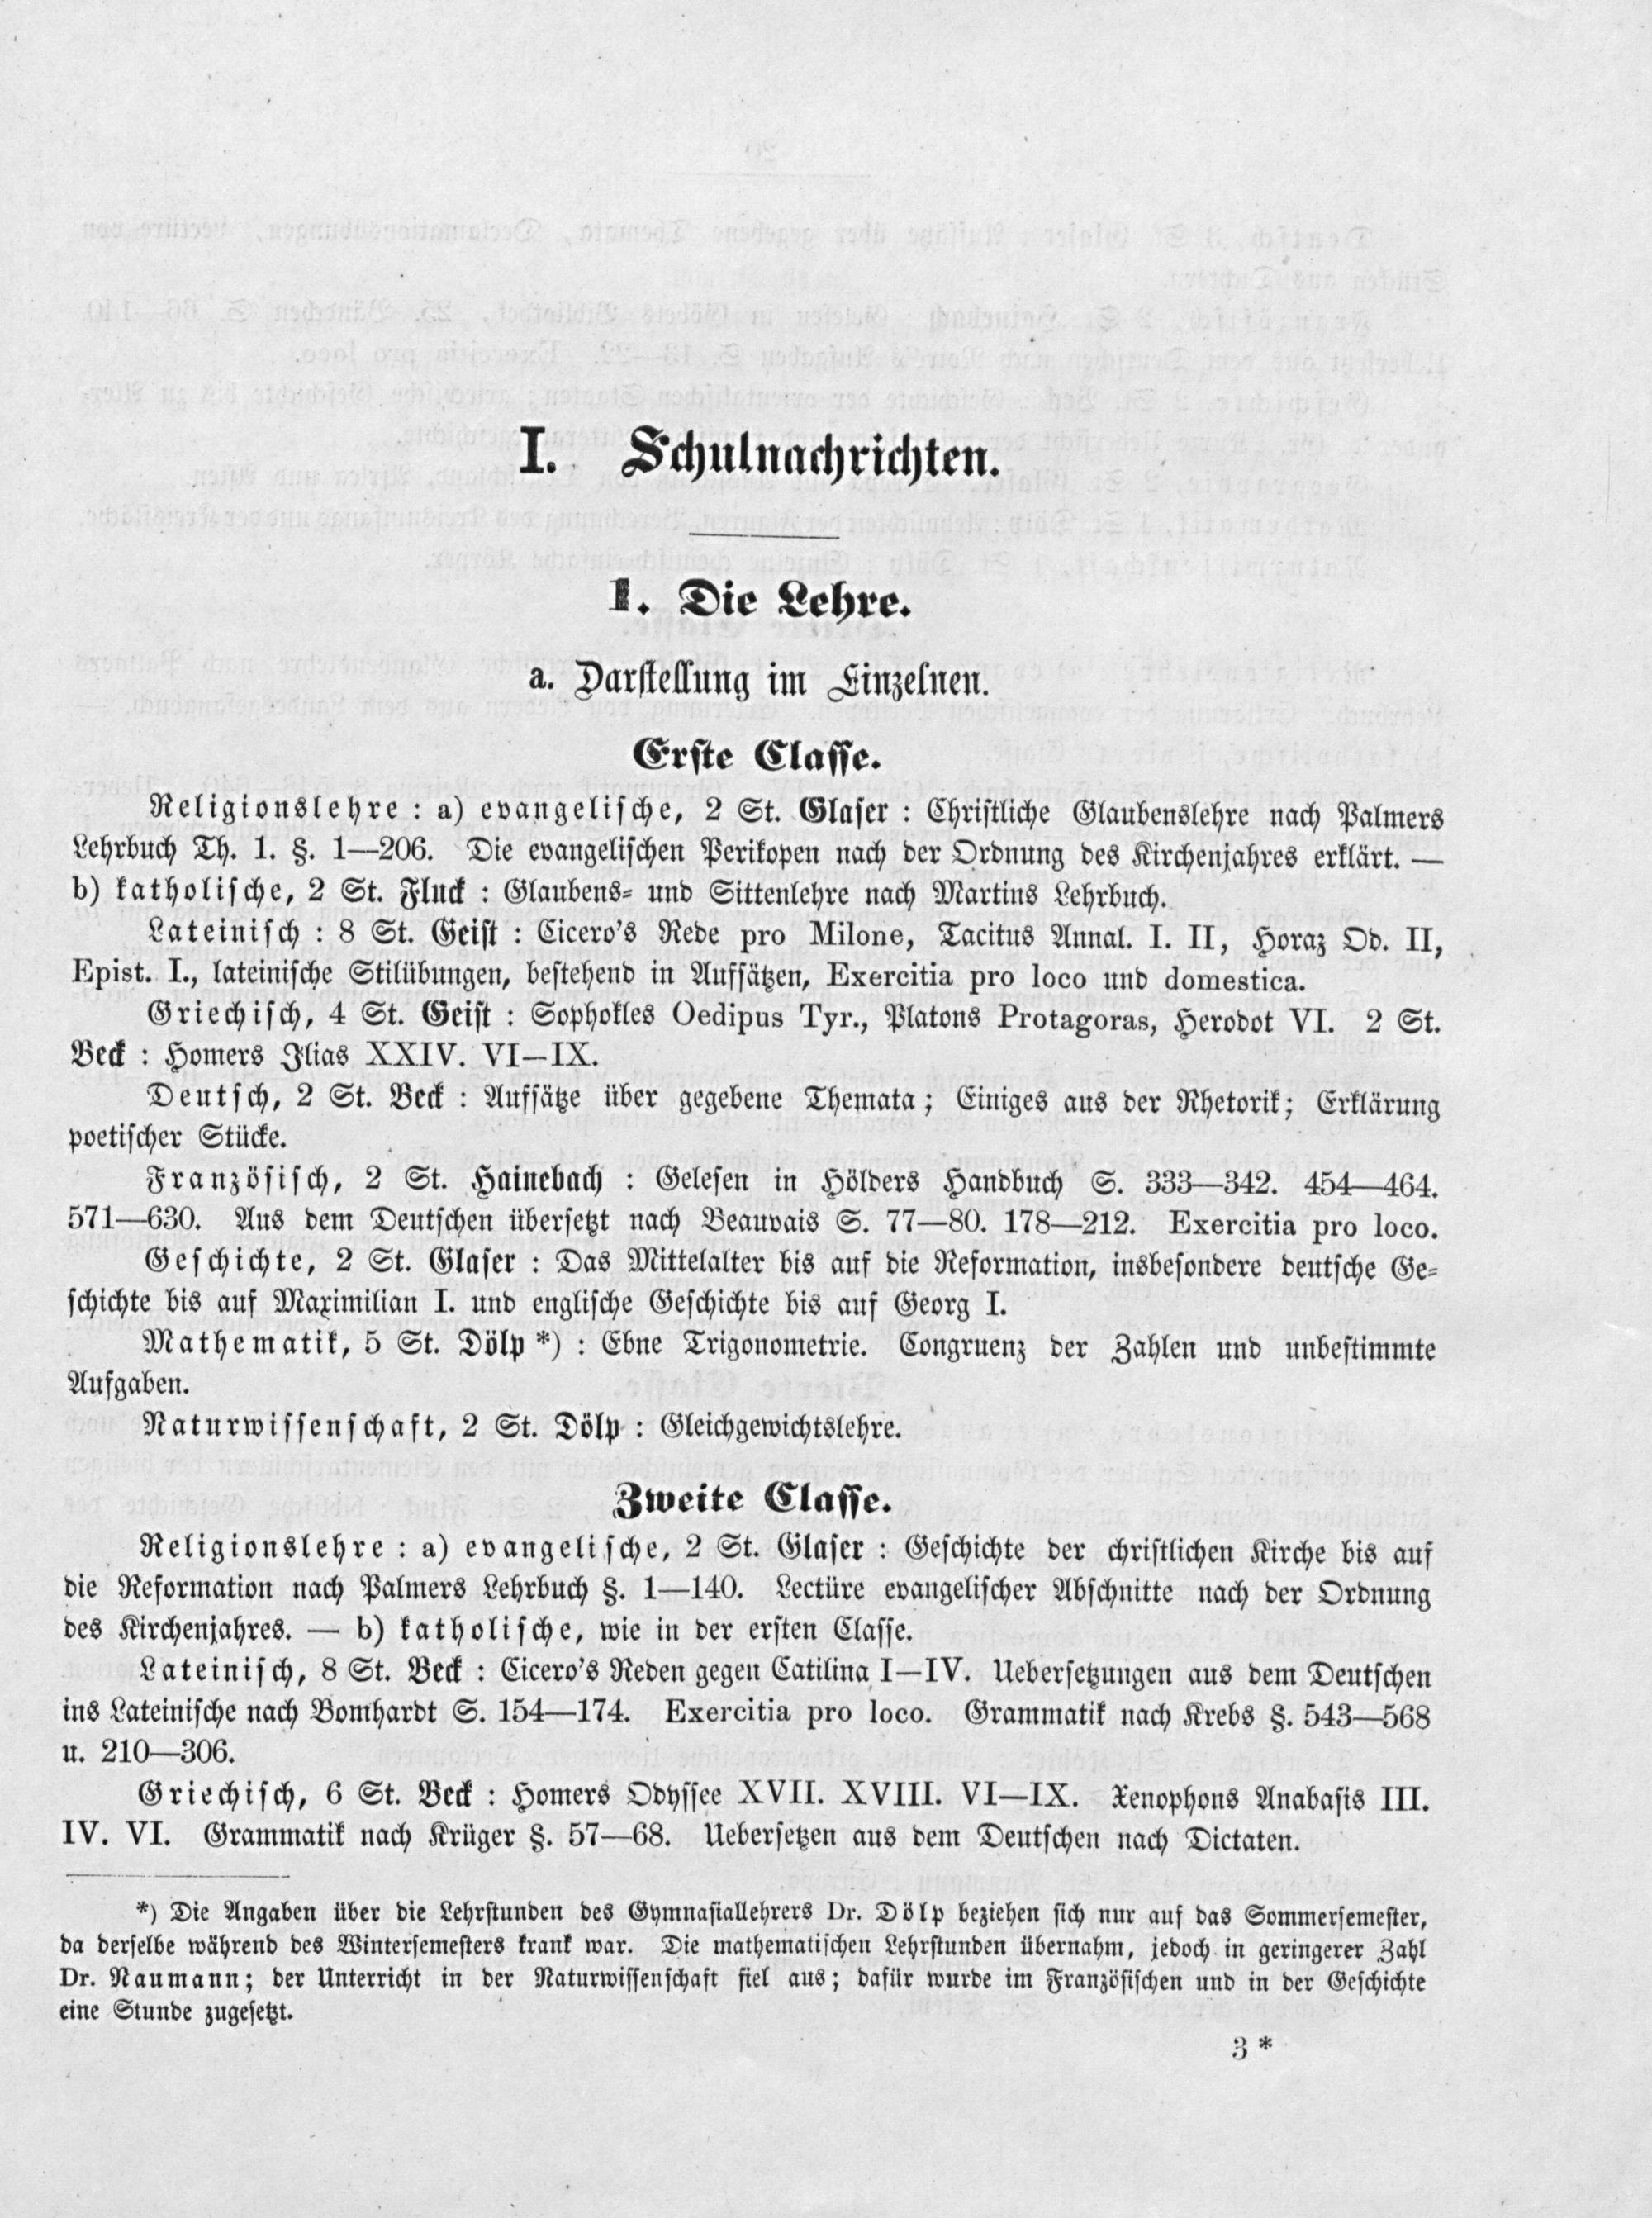 I. Schulnachrichten.
1. Die Lehre.
a. Darstellung im Einzelnen.
Erste Classe.
Religionslehre : a) evangelische, 2 St. Glaser : Christliche Glaubenslehre nach Palmers
Lehrbuch Th. 1. §. 1—206. Die evangelischen Perikopen nach der Ordnung des Kirchenjahres erklärt. —
b) katholische, 2 St. Fluck : Glaubens- und Sittenlehre nach Martins Lehrbuch.
Lateinisch : 8 St. Geist : Cicero's Rede pro Milone, Tacitus Annal. I. II, Horaz Od. II,
Epist. I., lateinische Stilübungen, bestehend in Aufsätzen, Exercitia pro loco und domestica.
Griechisch, 4 St. Geist : Sophokles Oedipus Tyr., Platons Protagoras, Herodot VI. 2 St.
Beck : Homers Ilias XXIV. VI—IX.
Deutsch, 2 St. Beck : Aufsätze über gegebene Themata; Einiges aus der Rhetorik; Erklärung
poetischer Stücke.
Französisch, 2 St. Hainebach : Gelesen in Hölders Handbuch S. 333—342. 454—464.
571—630. Aus dem Deutschen übersetzt nach Beauvais S. 77—80. 178—212. Exercitia pro loco.
Geschichte, 2 St. Glaser : Das Mittelalter bis auf die Reformation, insbesondere deutsche Ge-
schichte bis auf Maximilian I. und englische Geschichte bis auf Georg I.
Mathematik, 5 St. Dölp *) : Ebne Trigonometrie. Congruenz der Zahlen und unbestimmte
Aufgaben.
Naturwissenschaft, 2 St. Dölp : Gleichgewichtslehre.
Zweite Classe.
Religionslehre : a) evangelische, 2 St. Glaser : Geschichte der christlichen Kirche bis auf
die Reformation nach Palmers Lehrbuch §. 1—140. Lectüre evangelischer Abschnitte nach der Ordnung
des Kirchenjahres. — b) katholische, wie in der ersten Classe.
Lateinisch, 8 St. Beck : Cicero's Reden gegen Catilina I—IV. Uebersetzungen aus dem Deutschen
ins Lateinische nach Bomhardt S. 154—174. Exercitia pro loco. Grammatik nach Krebs §. 543—568
u. 210—306.
Griechisch, 6 St. Beck : Homers Odyssee XVII. XVIII. VI—IX. Xenophons Anabasis III.
IV. VI. Grammatik nach Krüger §. 57—68. Uebersetzen aus dem Deutschen nach Dictaten.
*) Die Angaben über die Lehrstunden des Gymnasiallehrers Dr. Dölp beziehen sich nur auf das Sommersemester,
da derselbe während des Wintersemesters krank war. Die mathematischen Lehrstunden übernahm, jedoch in geringerer Zahl
Dr. Naumann; der Unterricht in der Naturwissenschaft fiel aus; dafür wurde im Französischen und in der Geschichte
eine Stunde zugesetzt.
3 *